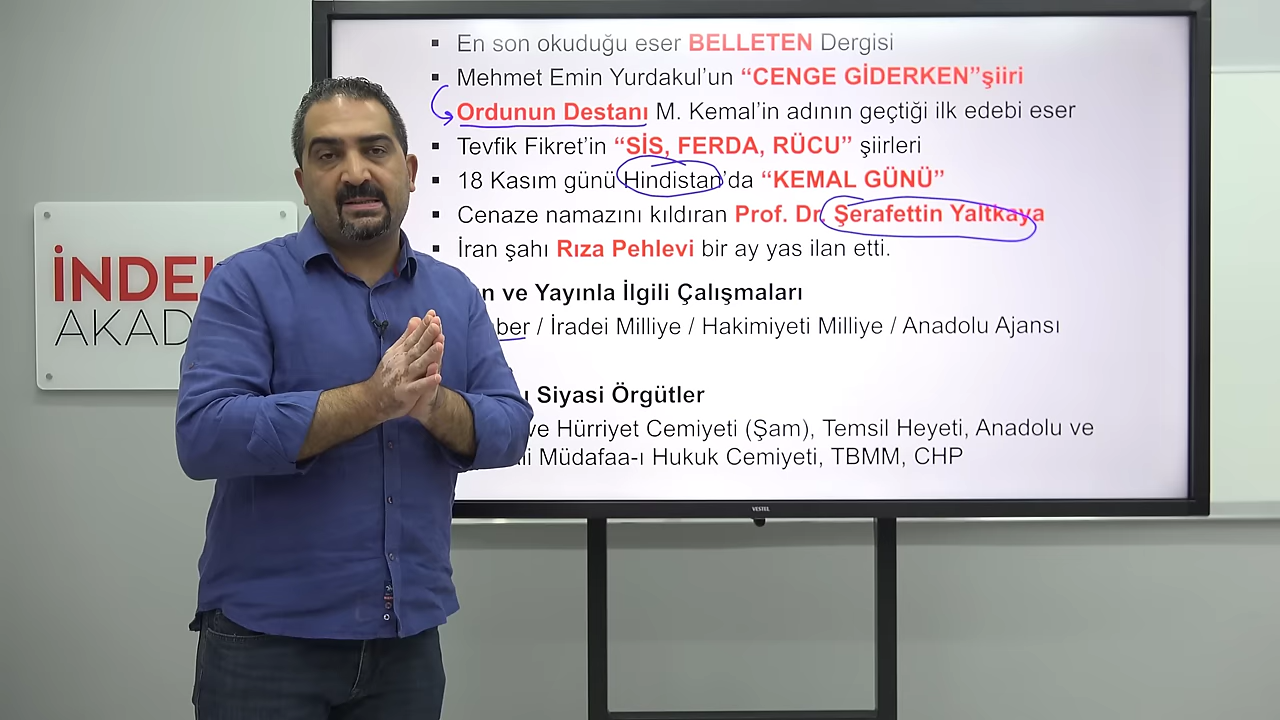 En son okuduğu eser BELLETEN Dergisi
Mehmet Emin Yurdakul’un “CENGE GİDERKEN”şiiri
Ordunun Destanı M. Kemal’in adının geçtiği ilk edebi eser
Tevfik Fikret’in “SİS, FERDA, RÜCU” şiirleri
18 Kasım günü Hindistan’da “KEMAL GÜNÜ”
Cenaze namazını kıldıran Prof. Dr. Şerafettin Yaltkaya
İran şahı Rıza Pehlevi bir ay yas ilan etti.
ve Yayınla İlgili Çalışmaları
/ İradei Milliye / Hakimiyeti Milliye / Anadolu Ajansı
Siyasi Örgütler
ve Hürriyet Cemiyeti (Şam), Temsil Heyeti, Anadolu ve
Müdafaa-ı Hukuk Cemiyeti, TBMM, CHP
VESTEL
İNDE
AKAD